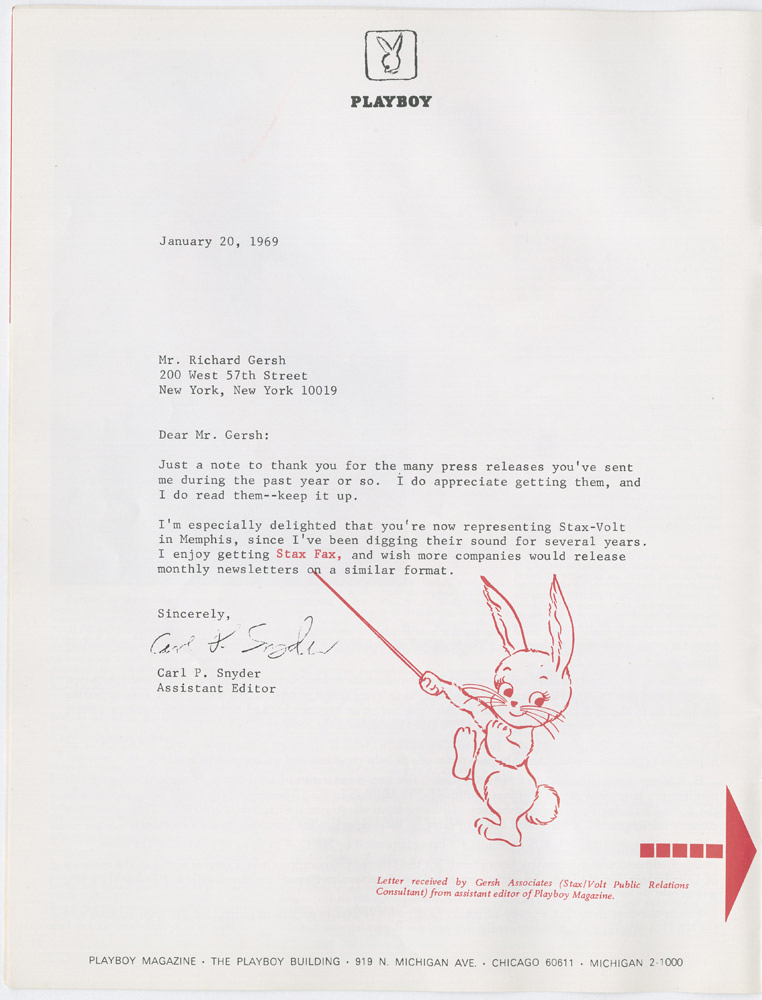 PLAYBOY
January 20, 1969
Mr. Richard Gersh
200 West 57th Street
New York, New York 10019
Dear Mr. Gersh:
Just a note to thank you for the many press releases you've sent
me during the past year or so. I do appreciate getting them, and
I do read them--keep it up.
I'm especially delighted that you're now representing Stax-Volt
in Memphis, since I've been digging their sound for several years.
I enjoy getting Stax Fax, and wish more companies would release
monthly newsletters on a similar format.
Sincerely,
Carl P. Snyder
Carl P. Snyder
Assistant Editor
Letter received by Gersh Associates (Stax/Volt Public Relations
Consultant) from assistant editor of Playboy Magazine.
PLAYBOY MAGAZINE · THE PLAYBOY BUILDING · 919 N. MICHIGAN AVE. · CHICAGO 60611 · MICHIGAN 2-1000